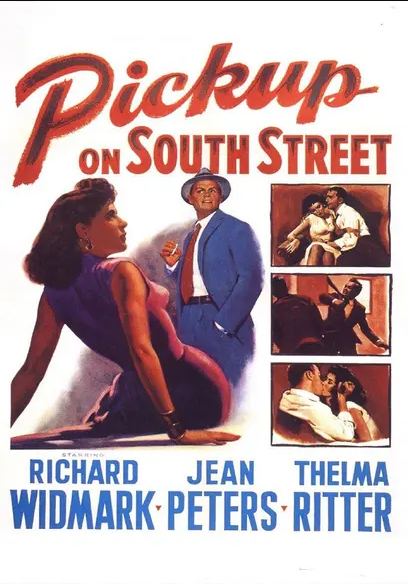 Pickup
ON SOUTH STREET
STARRING
RICHARD JEAN THELMA
WIDMARK · PETERS · RITTER